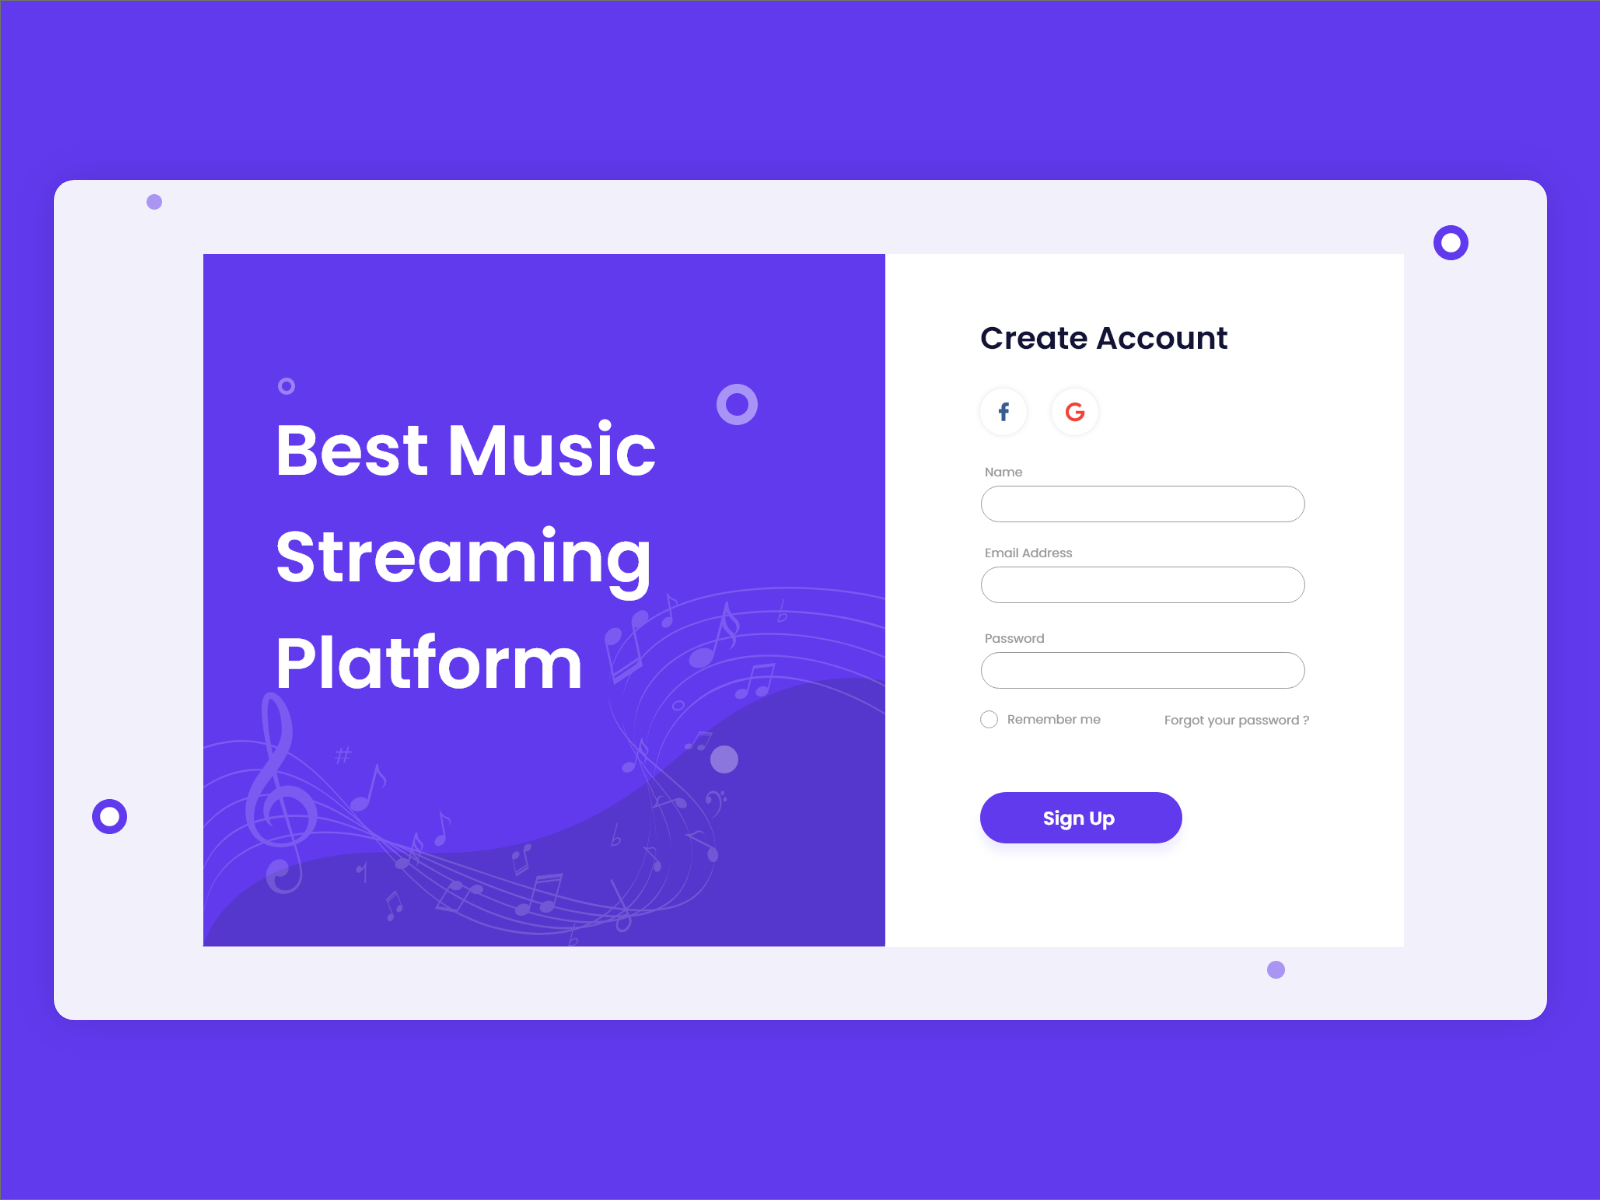 Best Music
Streaming
Platform
Create Account
f
G
Name
Email Address
Password
Remember me
Forgot your password ?
Sign Up